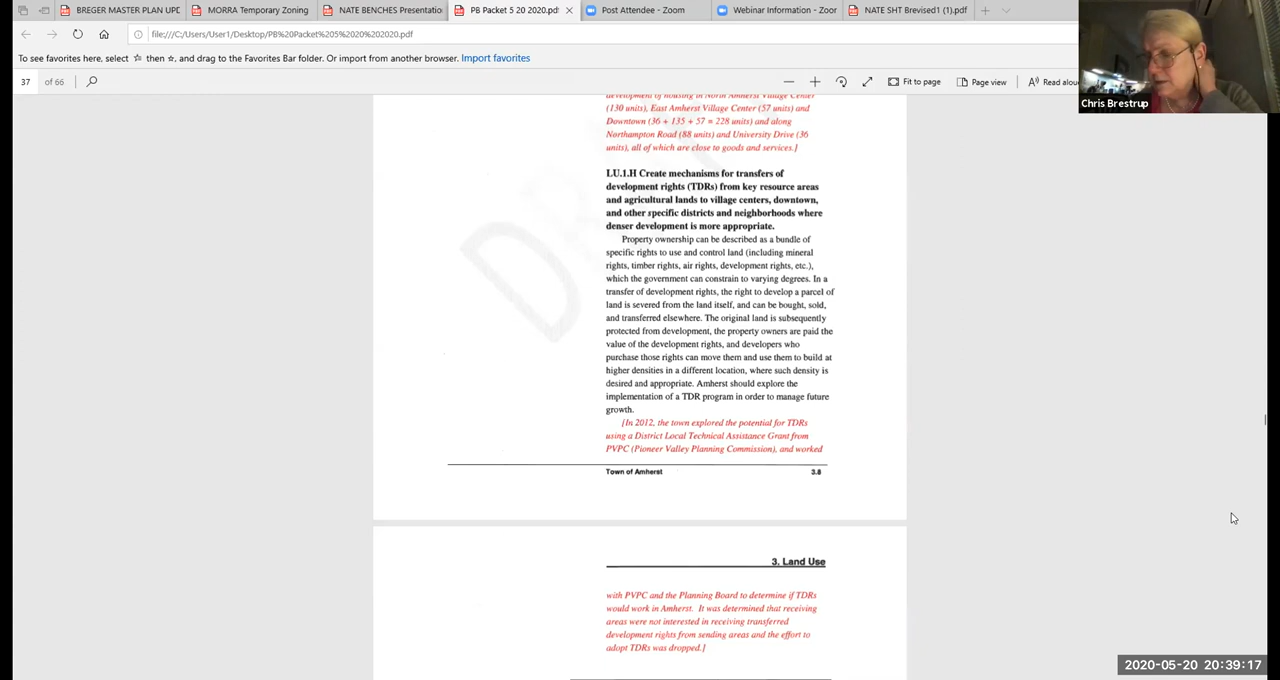 BREGER MASTER PLAN UPD
MORRA Temporary Zoning
NATE BENCHES Presentatio
PB Packet 5 20 2020.pdf
Post Attendee - Zoom
Webinar Information - Zoor
NATE SHT Brevised1 (1).pdf
file:///C:/Users/User1/Desktop/PB%20Packet%205%2020%202020.pdf
To see favorites here, select ☆ then ☆, and drag to the Favorites Bar folder. Or import from another browser. Import favorites
37 of 66
Fit to page
Page view
Read alou
Chris Brestrup
development of housing in North Amherst Village Center
(130 units), East Amherst Village Center (57 units) and
Downtown (36 + 135 + 57 = 228 units) and along
Northampton Road (88 units) and University Drive (36
units), all of which are close to goods and services.]
LU.1.H Create mechanisms for transfers of
development rights (TDRs) from key resource areas
and agricultural lands to village centers, downtown,
and other specific districts and neighborhoods where
denser development is more appropriate.
Property ownership can be described as a bundle of
specific rights to use and control land (including mineral
rights, timber rights, air rights, development rights, etc.),
which the government can constrain to varying degrees. In a
transfer of development rights, the right to develop a parcel of
land is severed from the land itself, and can be bought, sold,
and transferred elsewhere. The original land is subsequently
protected from development, the property owners are paid the
value of the development rights, and developers who
purchase those rights can move them and use them to build at
higher densities in a different location, where such density is
desired and appropriate. Amherst should explore the
implementation of a TDR program in order to manage future
growth.
[In 2012, the town explored the potential for TDRs
using a District Local Technical Assistance Grant from
PVPC (Pioneer Valley Planning Commission), and worked
Town of Amherst 3.8
3. Land Use
with PVPC and the Planning Board to determine if TDRs
would work in Amherst. It was determined that receiving
areas were not interested in receiving transferred
development rights from sending areas and the effort to
adopt TDRs was dropped.]
2020-05-20 20:39:17